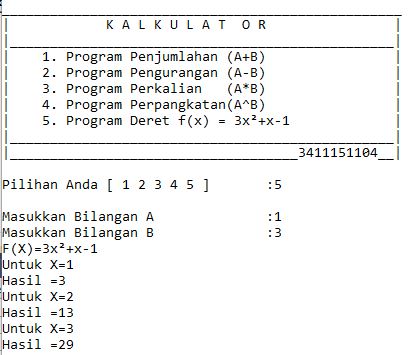 K A L K U L A T O R
1. Program Penjumlahan (A+B)
2. Program Pengurangan (A-B)
3. Program Perkalian (A*B)
4. Program Perpangkatan(A^B)
5. Program Deret f(x) = 3x²+x-1
3411151104
Pilihan Anda [ 1 2 3 4 5 ] :5
Masukkan Bilangan A :1
Masukkan Bilangan B :3
F(X)=3x²+x-1
Untuk X=1
Hasil =3
Untuk X=2
Hasil =13
Untuk X=3
Hasil =29